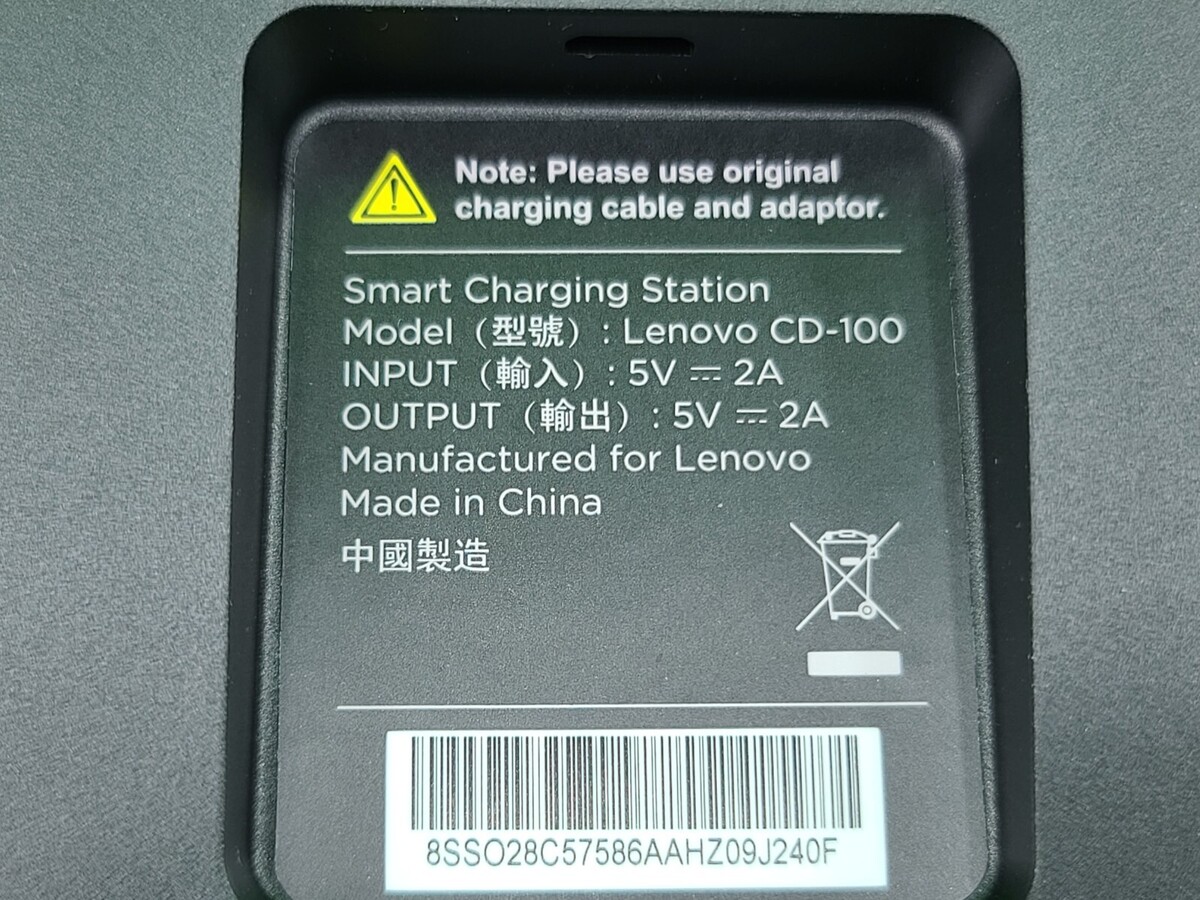 Note: Please use original
charging cable and adaptor.
Smart Charging Station
Model（型號）: Lenovo CD-100
INPUT（輸入）: 5V ⎓ 2A
OUTPUT（輸出）: 5V ⎓ 2A
Manufactured for Lenovo
Made in China
中國製造
8SSO28C57586AAHZ09J240F